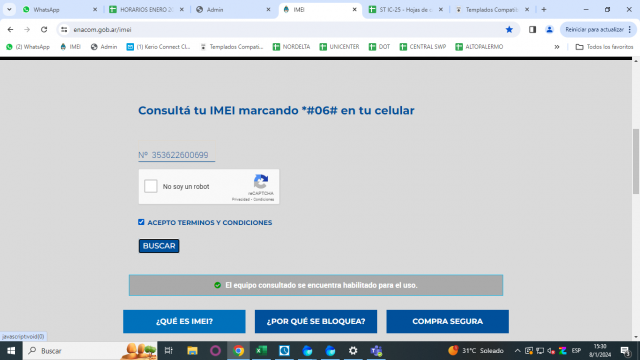 WhatsApp
HORARIOS ENERO 2
Admin
IMEI
ST IC-25 - Hojas de c
Templados Compati
enacom.gob.ar/imei
Reiniciar para actualizar
(2) WhatsApp
IMEI
Admin
(1) Kerio Connect Cl...
Templados Compati...
NORDELTA
UNICENTER
DOT
CENTRAL SWP
ALTOPALERMO
Todos los favoritos
Consultá tu IMEI marcando *#06# en tu celular
Nº 353622600699
No soy un robot
reCAPTCHA
Privacidad - Condiciones
ACEPTO TERMINOS Y CONDICIONES
BUSCAR
El equipo consultado se encuentra habilitado para el uso.
¿QUÉ ES IMEI?
¿POR QUÉ SE BLOQUEA?
COMPRA SEGURA
javascript:void(0)
Buscar
31°C Soleado
ESP
15:30
8/1/2024